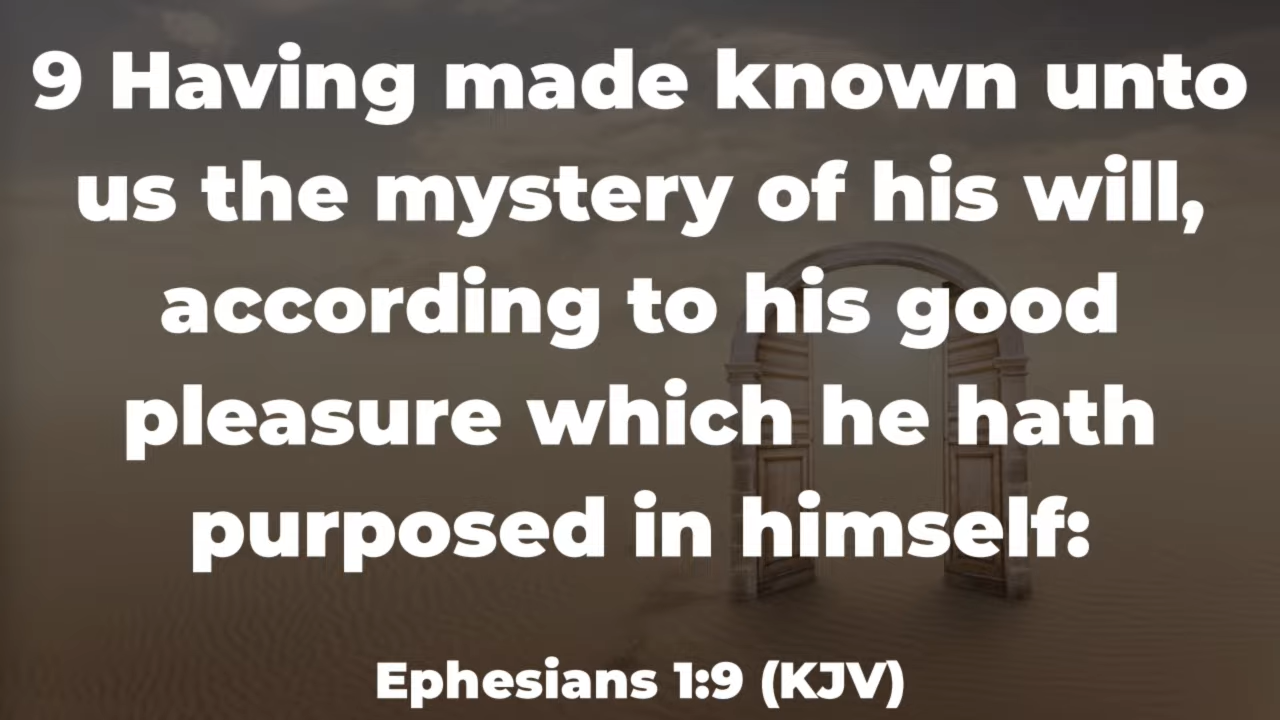 9 Having made known unto
us the mystery of his will,
according to his good
pleasure which he hath
purposed in himself:
Ephesians 1:9 (KJV)